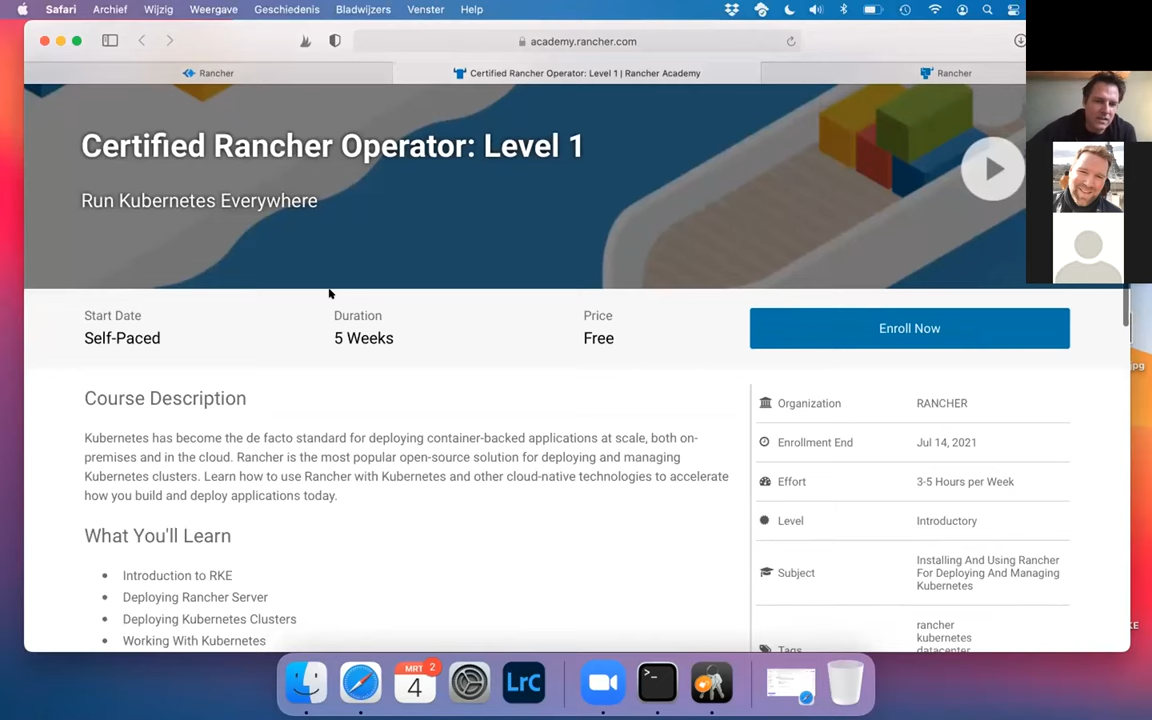 Safari Archief Wijzig Weergave Geschiedenis Bladwijzers Venster Help
academy.rancher.com
Rancher Certified Rancher Operator: Level 1 | Rancher Academy Rancher
Certified Rancher Operator: Level 1
Run Kubernetes Everywhere
Start Date
Self-Paced
Duration
5 Weeks
Price
Free
Enroll Now
Course Description
Kubernetes has become the de facto standard for deploying container-backed applications at scale, both on-
premises and in the cloud. Rancher is the most popular open-source solution for deploying and managing
Kubernetes clusters. Learn how to use Rancher with Kubernetes and other cloud-native technologies to accelerate
how you build and deploy applications today.
What You'll Learn
Introduction to RKE
Deploying Rancher Server
Deploying Kubernetes Clusters
Working With Kubernetes
Organization RANCHER
Enrollment End Jul 14, 2021
Effort 3-5 Hours per Week
Level Introductory
Subject Installing And Using Rancher
For Deploying And Managing
Kubernetes
Tags rancher
kubernetes
datacenter
jpg
KE
MRT 2
4
LrC
>_